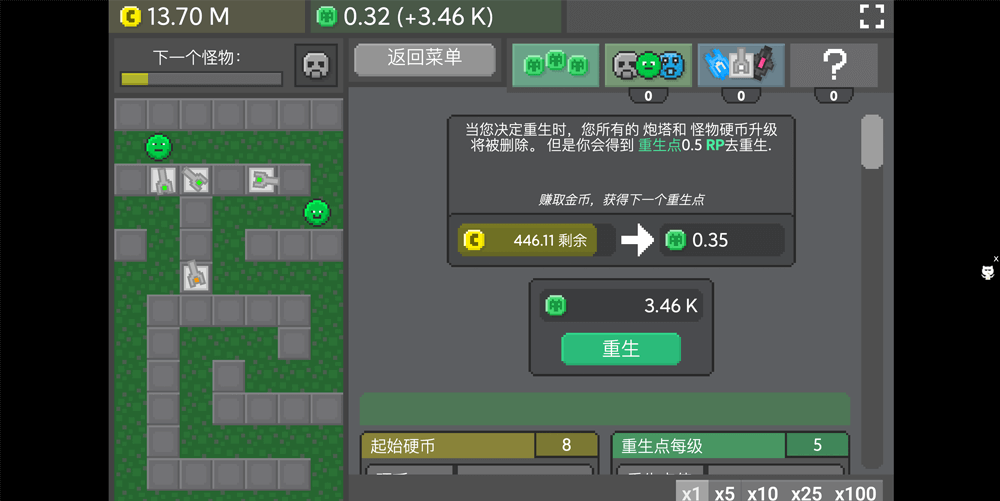 13.70 M
0.32 (+3.46 K)
下一个怪物:
返回菜单
?
0
0
0
当您决定重生时，您所有的 炮塔和 怪物硬币升级
将被删除。但是你会得到 重生点0.5 RP去重生.
赚取金币，获得下一个重生点
446.11 剩余
0.35
3.46 K
重生
起始硬币
8
重生点每级
5
x1 x5 x10 x25 x100
x